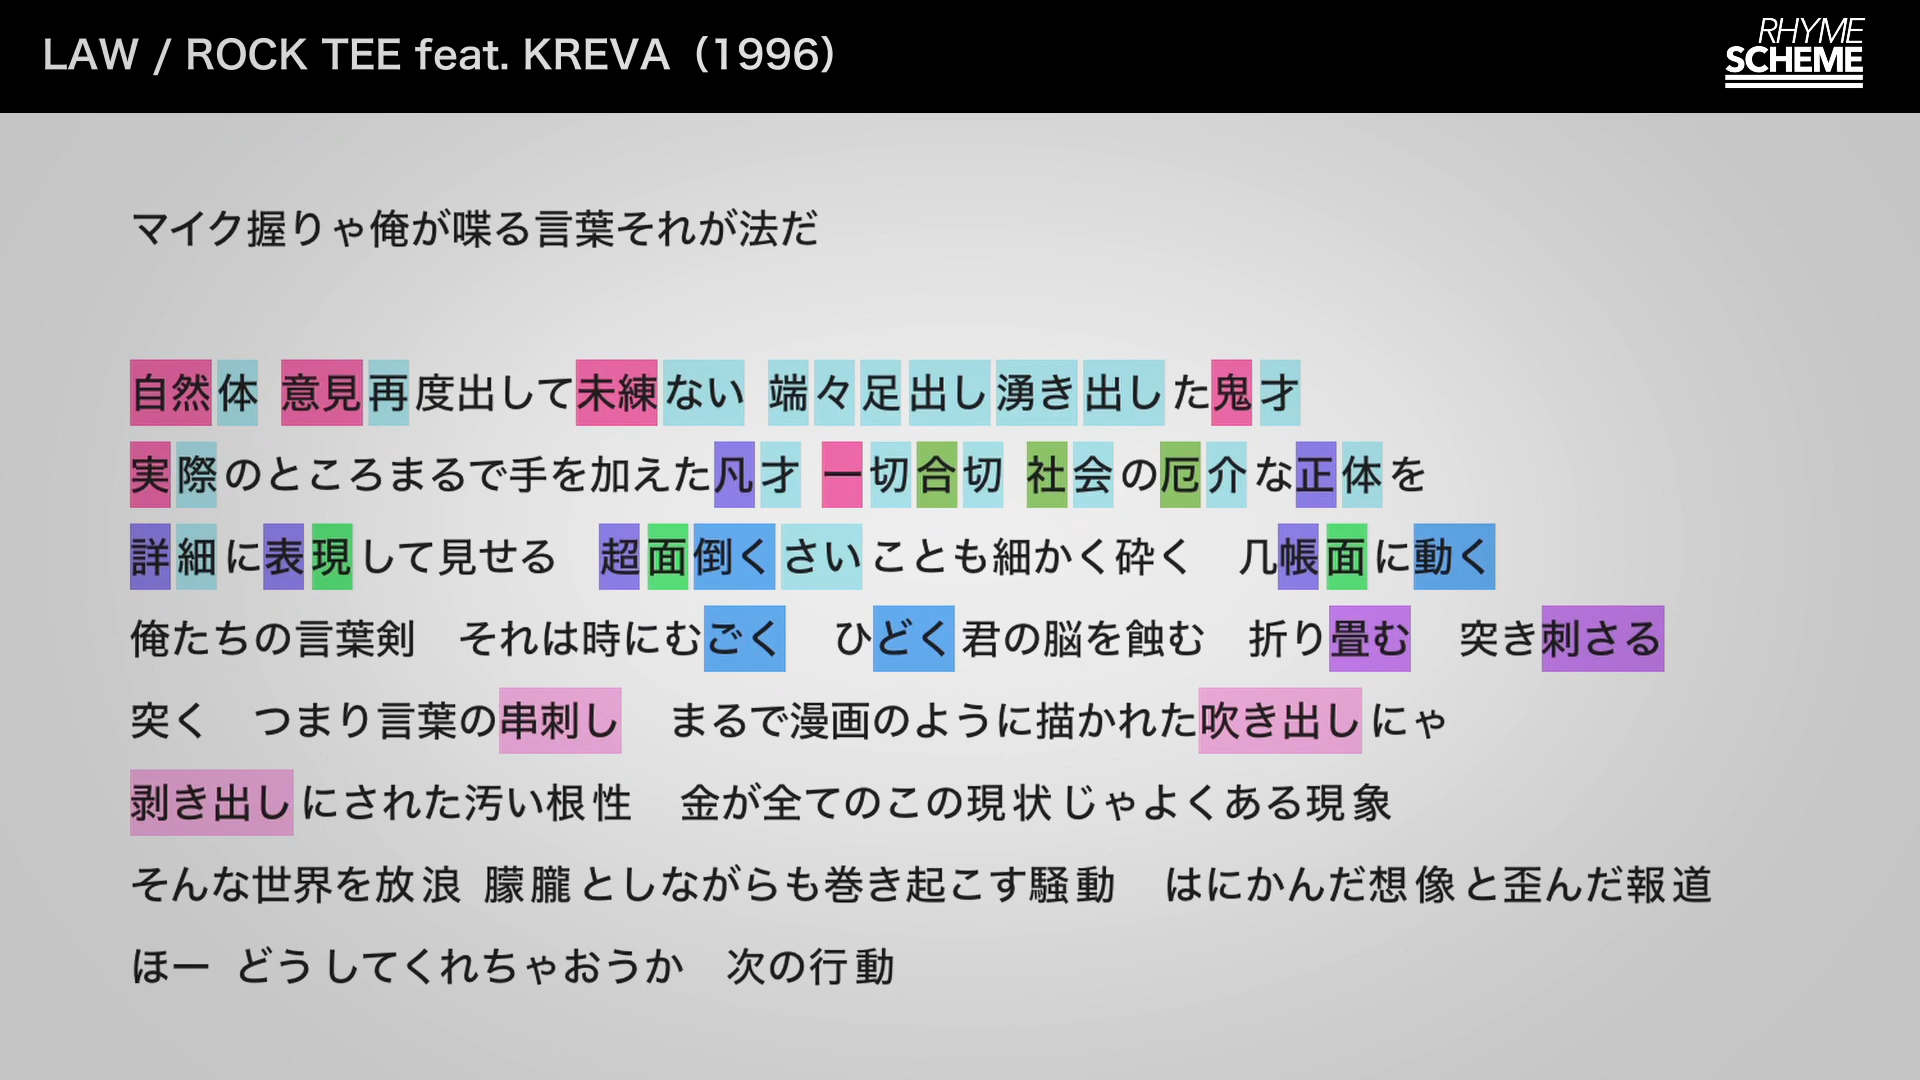 LAW / ROCK TEE feat. KREVA（1996）
RHYME
SCHEME
マイク握りゃ俺が喋る言葉それが法だ
自然体 意見再度出して未練ない 端々足出し湧き出した鬼才
実際のところまるで手を加えた凡才 一切合切 社会の厄介な正体を
詳細に表現して見せる　超面倒くさいことも細かく砕く　几帳面に動く
俺たちの言葉剣　それは時にむごく　ひどく君の脳を蝕む　折り畳む　突き刺さる
突く　つまり言葉の串刺し　まるで漫画のように描かれた吹き出しにゃ
剥き出しにされた汚い根性　金が全てのこの現状じゃよくある現象
そんな世界を放浪 朦朧としながらも巻き起こす騒動　はにかんだ想像と歪んだ報道
ほー どうしてくれちゃおうか　次の行動